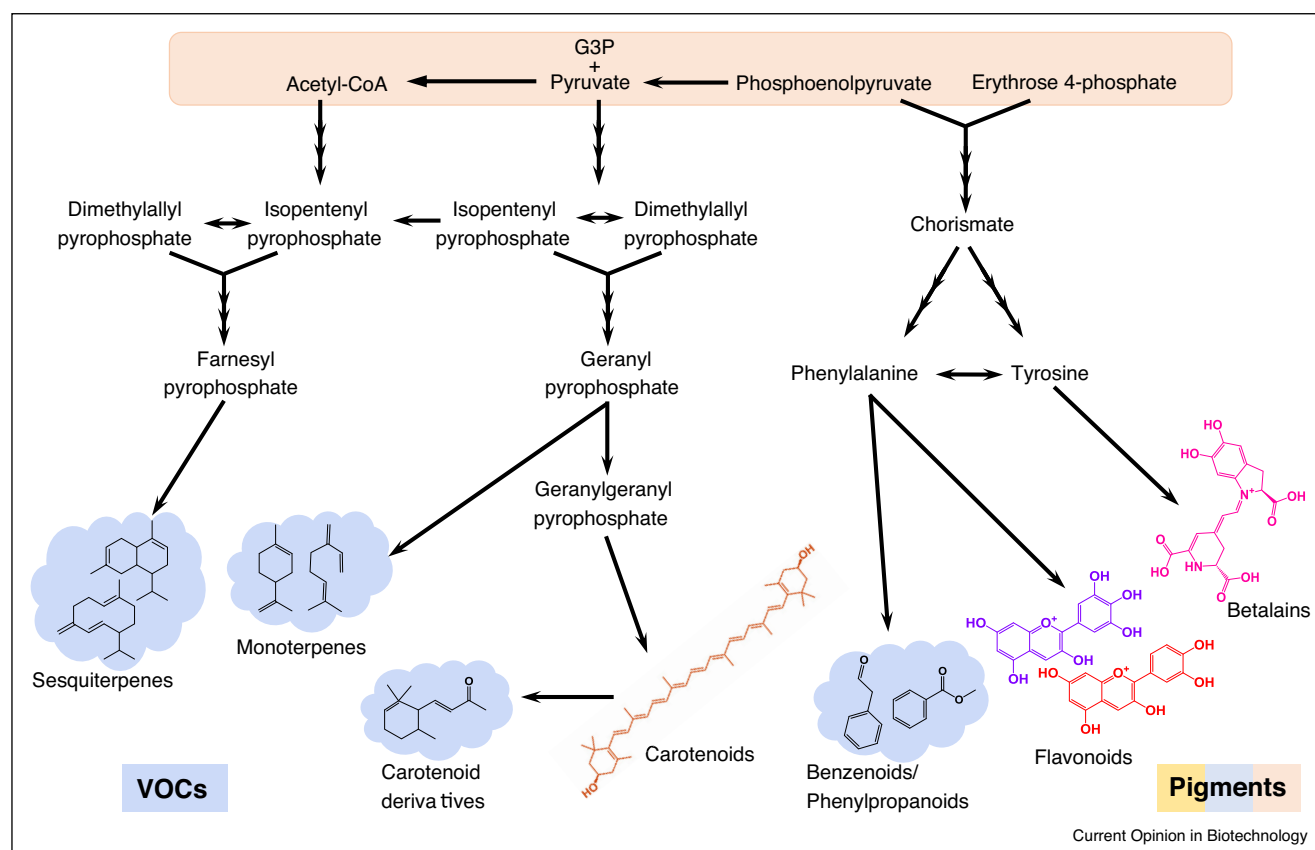 G3P
+
Acetyl-CoA
Pyruvate
Phosphoenolpyruvate
Erythrose 4-phosphate
Dimethylallyl
pyrophosphate
Isopentenyl
pyrophosphate
Isopentenyl
pyrophosphate
Dimethylallyl
pyrophosphate
Chorismate
Farnesyl
pyrophosphate
Geranyl
pyrophosphate
Phenylalanine
Tyrosine
Geranylgeranyl
pyrophosphate
HO
HO
N+
O
OH
O
HO
HN
O
OH
Betalains
OH
OH
OH
HO
O+
OH
OH
OH
OH
HO
O+
OH
OH
Flavonoids
OH
HO
Carotenoids
Sesquiterpenes
Monoterpenes
O
Carotenoid
deriva tives
O
O
O
Benzenoids/
Phenylpropanoids
VOCs
Pigments
Current Opinion in Biotechnology